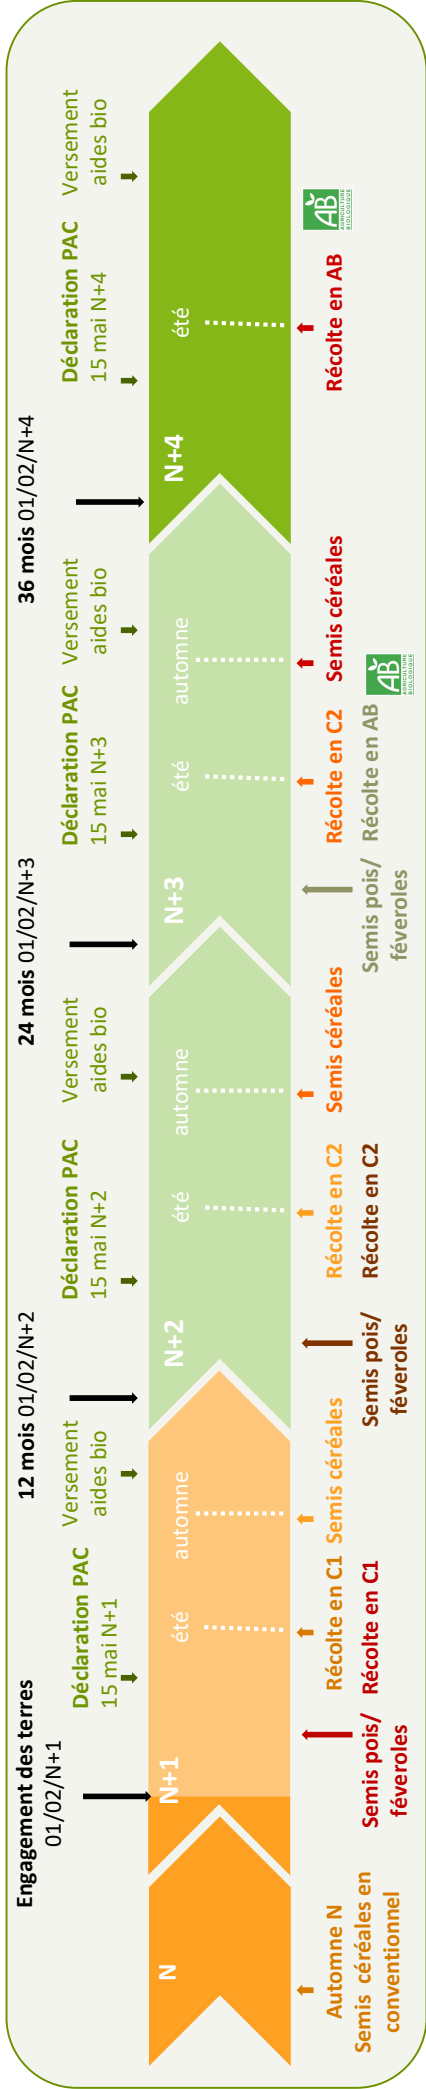 Engagement des terres
01/02/N+1
12 mois 01/02/N+2
24 mois 01/02/N+3
36 mois 01/02/N+4
Déclaration PAC
15 mai N+1
Versement
aides bio
Déclaration PAC
15 mai N+2
Versement
aides bio
Déclaration PAC
15 mai N+3
Versement
aides bio
Déclaration PAC
15 mai N+4
Versement
aides bio
N
N+1
été
automne
N+2
été
automne
N+3
été
automne
N+4
été
Automne N
Semis céréales en
conventionnel
Semis pois/
féveroles
Récolte en C1
Récolte en C1
Semis céréales
Semis pois/
féveroles
Récolte en C2
Récolte en C2
Semis céréales
Semis pois/
féveroles
Récolte en C2
Récolte en AB
AB
AGRICULTURE
BIOLOGIQUE
Semis céréales
Récolte en AB
AB
AGRICULTURE
BIOLOGIQUE